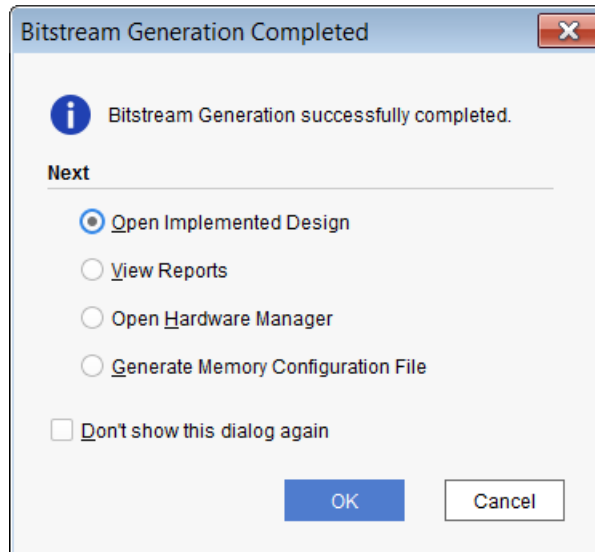 Bitstream Generation Completed
Bitstream Generation successfully completed.
Next
Open Implemented Design
View Reports
Open Hardware Manager
Generate Memory Configuration File
Don't show this dialog again
OK
Cancel